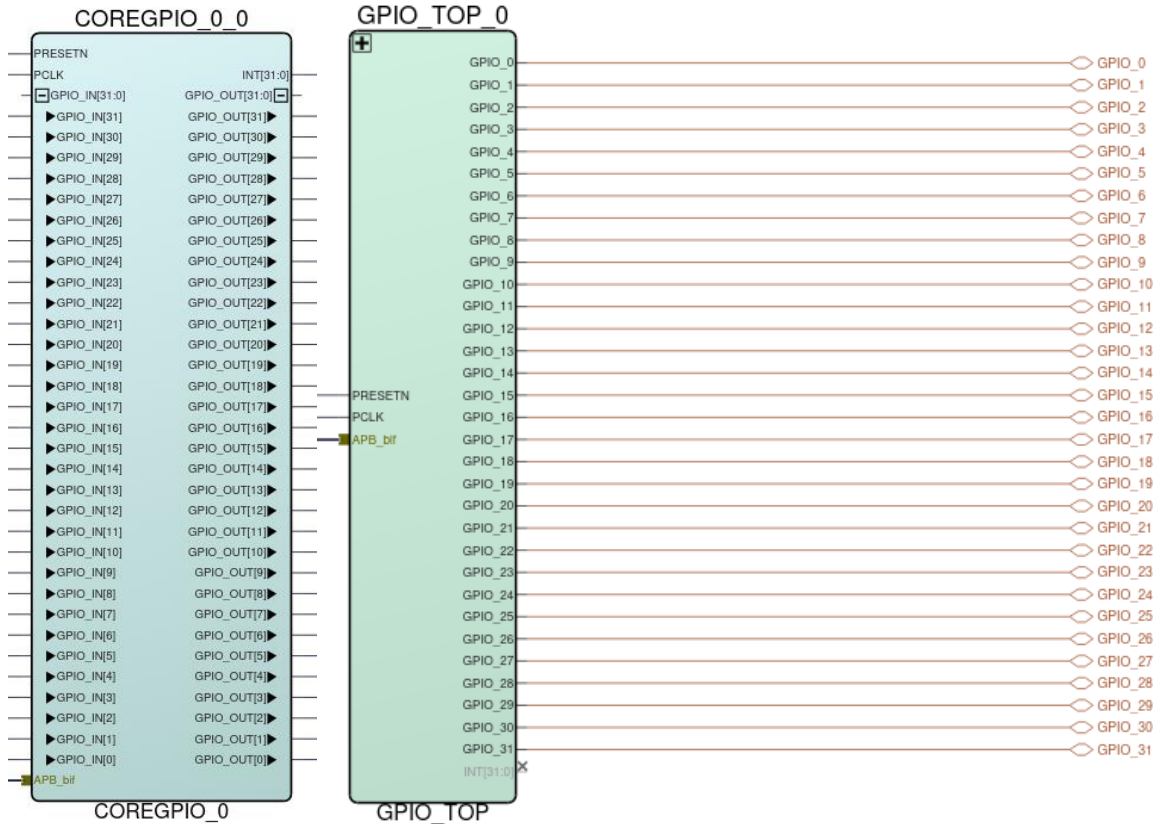 COREGPIO_0_0
PRESETN
PCLK INT[31:0]
GPIO_IN[31:0] GPIO_OUT[31:0]
GPIO_IN[31] GPIO_OUT[31]
GPIO_IN[30] GPIO_OUT[30]
GPIO_IN[29] GPIO_OUT[29]
GPIO_IN[28] GPIO_OUT[28]
GPIO_IN[27] GPIO_OUT[27]
GPIO_IN[26] GPIO_OUT[26]
GPIO_IN[25] GPIO_OUT[25]
GPIO_IN[24] GPIO_OUT[24]
GPIO_IN[23] GPIO_OUT[23]
GPIO_IN[22] GPIO_OUT[22]
GPIO_IN[21] GPIO_OUT[21]
GPIO_IN[20] GPIO_OUT[20]
GPIO_IN[19] GPIO_OUT[19]
GPIO_IN[18] GPIO_OUT[18]
GPIO_IN[17] GPIO_OUT[17]
GPIO_IN[16] GPIO_OUT[16]
GPIO_IN[15] GPIO_OUT[15]
GPIO_IN[14] GPIO_OUT[14]
GPIO_IN[13] GPIO_OUT[13]
GPIO_IN[12] GPIO_OUT[12]
GPIO_IN[11] GPIO_OUT[11]
GPIO_IN[10] GPIO_OUT[10]
GPIO_IN[9] GPIO_OUT[9]
GPIO_IN[8] GPIO_OUT[8]
GPIO_IN[7] GPIO_OUT[7]
GPIO_IN[6] GPIO_OUT[6]
GPIO_IN[5] GPIO_OUT[5]
GPIO_IN[4] GPIO_OUT[4]
GPIO_IN[3] GPIO_OUT[3]
GPIO_IN[2] GPIO_OUT[2]
GPIO_IN[1] GPIO_OUT[1]
GPIO_IN[0] GPIO_OUT[0]
APB_bif
COREGPIO_0
GPIO_TOP_0
GPIO_0 GPIO_0
GPIO_1 GPIO_1
GPIO_2 GPIO_2
GPIO_3 GPIO_3
GPIO_4 GPIO_4
GPIO_5 GPIO_5
GPIO_6 GPIO_6
GPIO_7 GPIO_7
GPIO_8 GPIO_8
GPIO_9 GPIO_9
GPIO_10 GPIO_10
GPIO_11 GPIO_11
GPIO_12 GPIO_12
GPIO_13 GPIO_13
GPIO_14 GPIO_14
PRESETN GPIO_15 GPIO_15
PCLK GPIO_16 GPIO_16
APB_bif GPIO_17 GPIO_17
GPIO_18 GPIO_18
GPIO_19 GPIO_19
GPIO_20 GPIO_20
GPIO_21 GPIO_21
GPIO_22 GPIO_22
GPIO_23 GPIO_23
GPIO_24 GPIO_24
GPIO_25 GPIO_25
GPIO_26 GPIO_26
GPIO_27 GPIO_27
GPIO_28 GPIO_28
GPIO_29 GPIO_29
GPIO_30 GPIO_30
GPIO_31 GPIO_31
INT[31:0]
GPIO_TOP